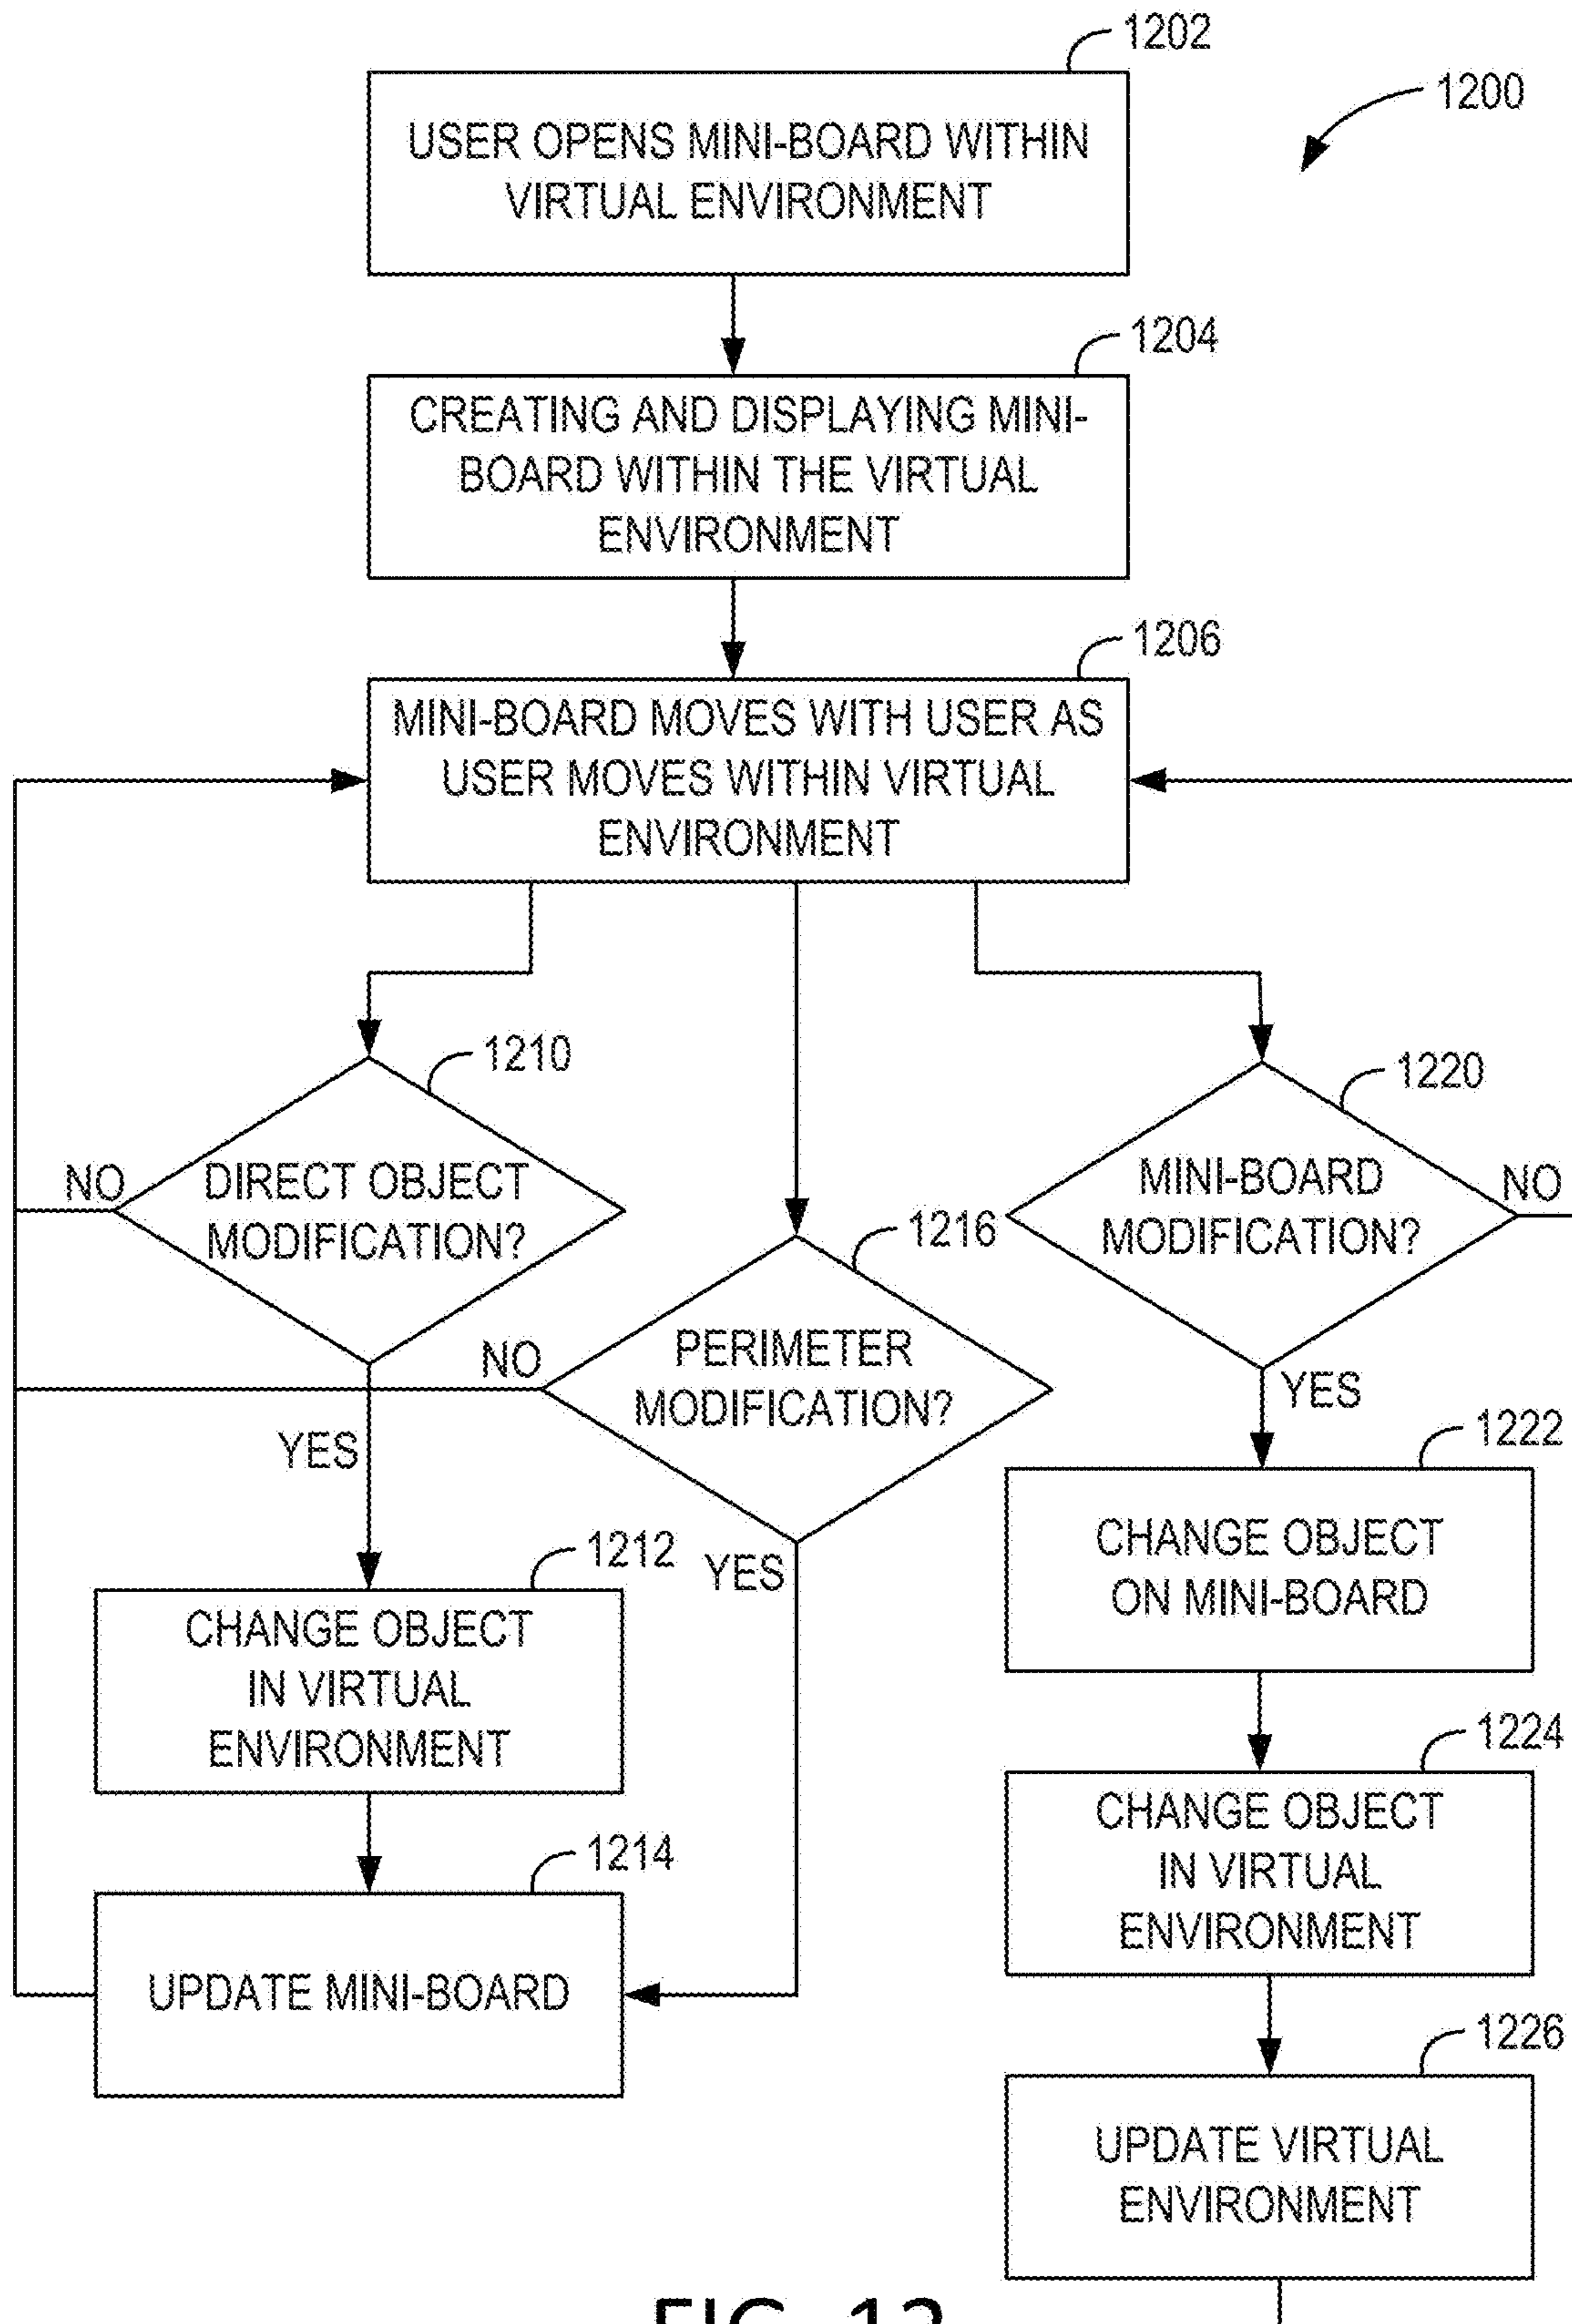 1202
1200
USER OPENS MINI-BOARD WITHIN
VIRTUAL ENVIRONMENT
1204
CREATING AND DISPLAYING MINI-
BOARD WITHIN THE VIRTUAL
ENVIRONMENT
1206
MINI-BOARD MOVES WITH USER AS
USER MOVES WITHIN VIRTUAL
ENVIRONMENT
1210
NO
DIRECT OBJECT
MODIFICATION?
YES
1216
NO
PERIMETER
MODIFICATION?
YES
1220
MINI-BOARD
MODIFICATION?
NO
YES
1212
CHANGE OBJECT
IN VIRTUAL
ENVIRONMENT
1214
UPDATE MINI-BOARD
1222
CHANGE OBJECT
ON MINI-BOARD
1224
CHANGE OBJECT
IN VIRTUAL
ENVIRONMENT
1226
UPDATE VIRTUAL
ENVIRONMENT
FIG. 12